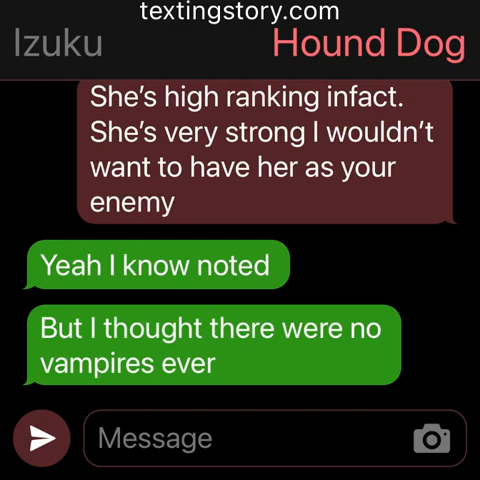 textingstory.com
Izuku Hound Dog
She’s high ranking infact.
She’s very strong I wouldn’t
want to have her as your
enemy
Yeah I know noted
But I thought there were no
vampires ever
Message